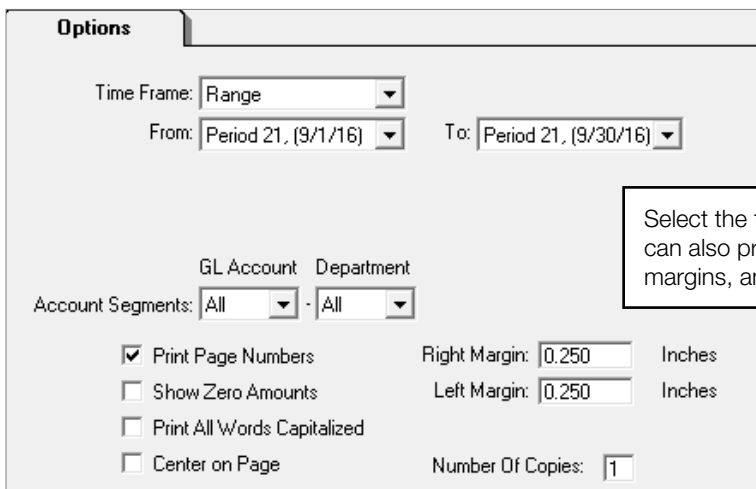 Options
Time Frame: Range
From: Period 21, (9/1/16) To: Period 21, (9/30/16)
Select the
can also
margins,
GL Account Department
Account Segments: All - All
Print Page Numbers Right Margin: 0.250 Inches
Show Zero Amounts Left Margin: 0.250 Inches
Print All Words Capitalized
Center on Page Number Of Copies: 1